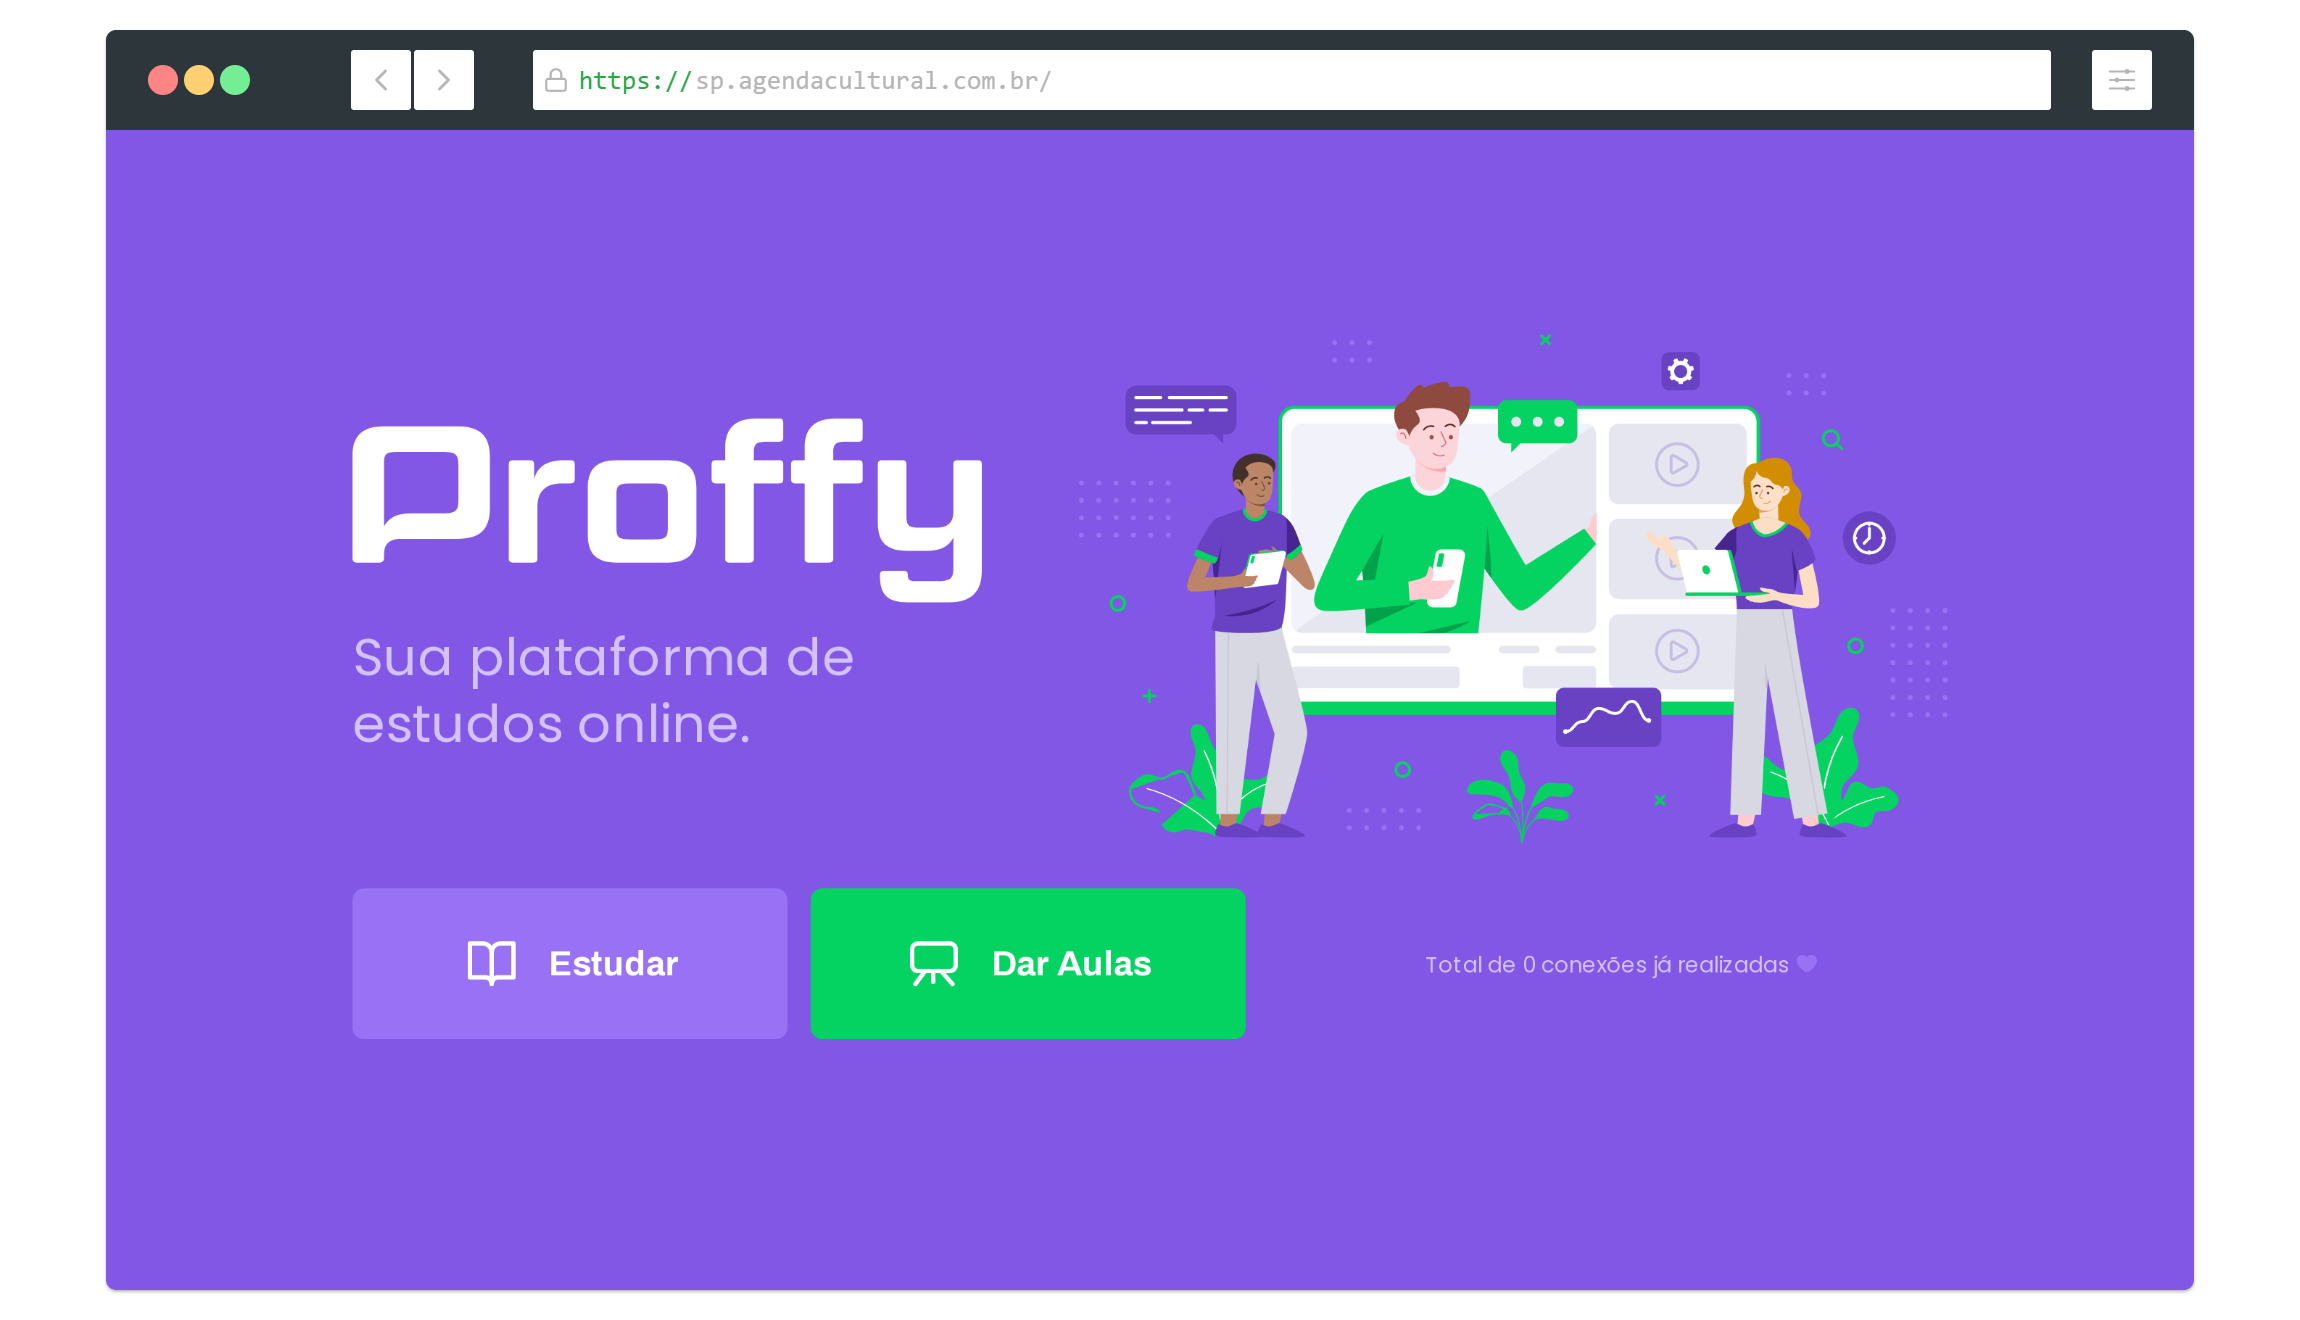 https://sp.agendacultural.com.br/
Proffy
Sua plataforma de
estudos online.
Estudar
Dar Aulas
Total de 0 conexões já realizadas